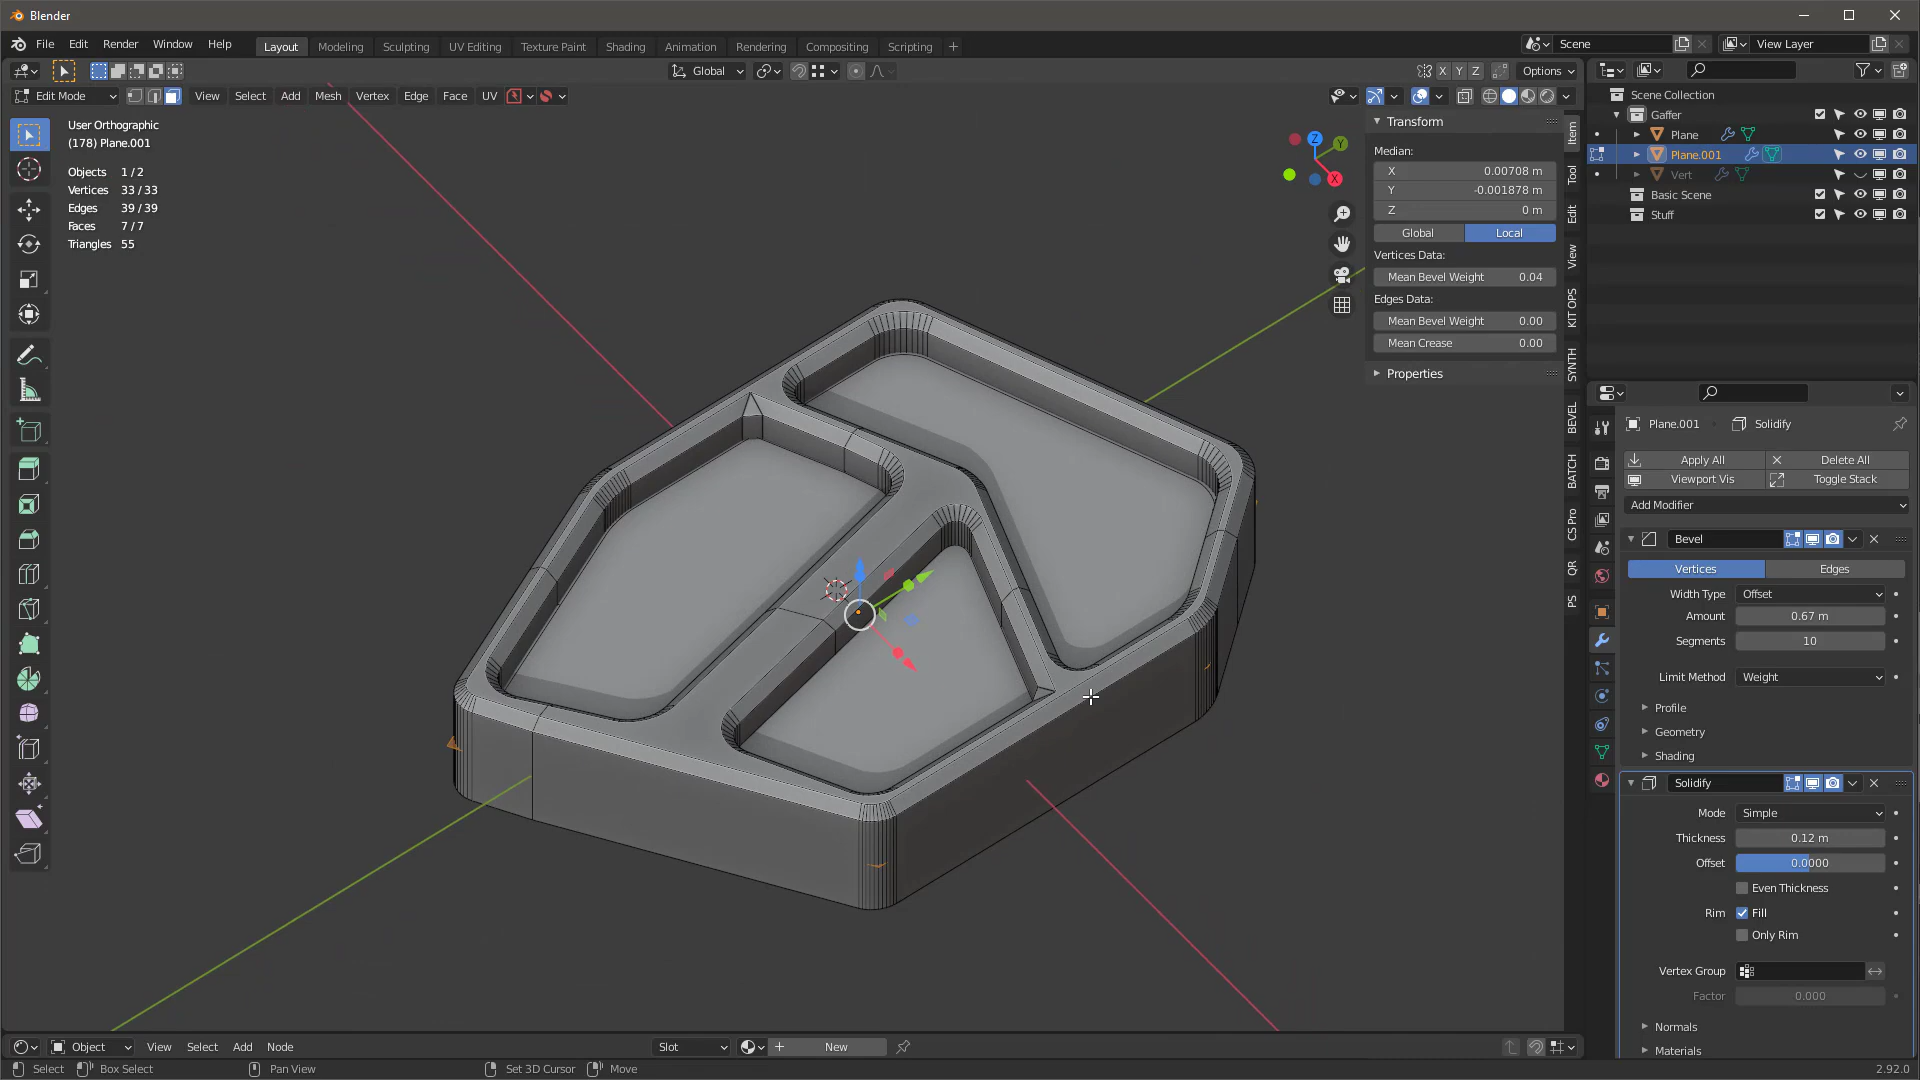 Blender
File Edit Render Window Help
Layout Modeling Sculpting UV Editing Texture Paint Shading Animation Rendering Compositing Scripting +
Scene
View Layer
Global
X Y Z
Options
Edit Mode View Select Add Mesh Vertex Edge Face UV
User Orthographic
(178) Plane.001
Objects 1 / 2
Vertices 33 / 33
Edges 39 / 39
Faces 7 / 7
Triangles 55
Z
Y
X
Transform
Median:
X 0.00708 m
Y -0.001878 m
Z 0 m
Global Local
Vertices Data:
Mean Bevel Weight 0.04
Edges Data:
Mean Bevel Weight 0.00
Mean Crease 0.00
Properties
Item
Tool
Edit
View
KIT OPS
SYNTH
BEVEL
BATCH
CS Pro
QR
PS
Scene Collection
Gaffer
Plane
Plane.001
Vert
Basic Scene
Stuff
Plane.001 Solidify
Apply All Delete All
Viewport Vis Toggle Stack
Add Modifier
Bevel
Vertices Edges
Width Type Offset
Amount 0.67 m
Segments 10
Limit Method Weight
Profile
Geometry
Shading
Solidify
Mode Simple
Thickness 0.12 m
Offset 0.0000
Even Thickness
Rim Fill
Only Rim
Vertex Group
Factor 0.000
Normals
Materials
Object View Select Add Node
Slot
New
Select Box Select Pan View Set 3D Cursor Move
2.92.0